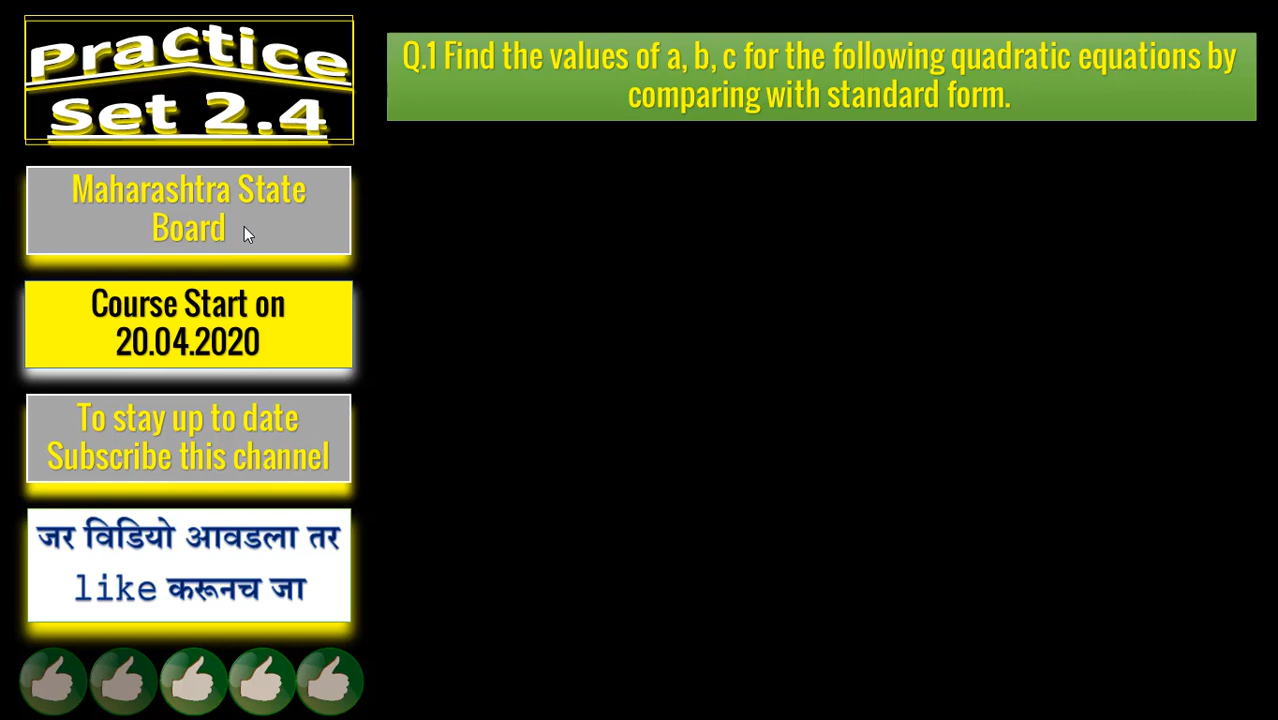 Practice
Set 2.4
Q.1 Find the values of a, b, c for the following quadratic equations by
comparing with standard form.
Maharashtra State
Board
Course Start on
20.04.2020
To stay up to date
Subscribe this channel
जर विडियो आवडला तर
like करूनच जा